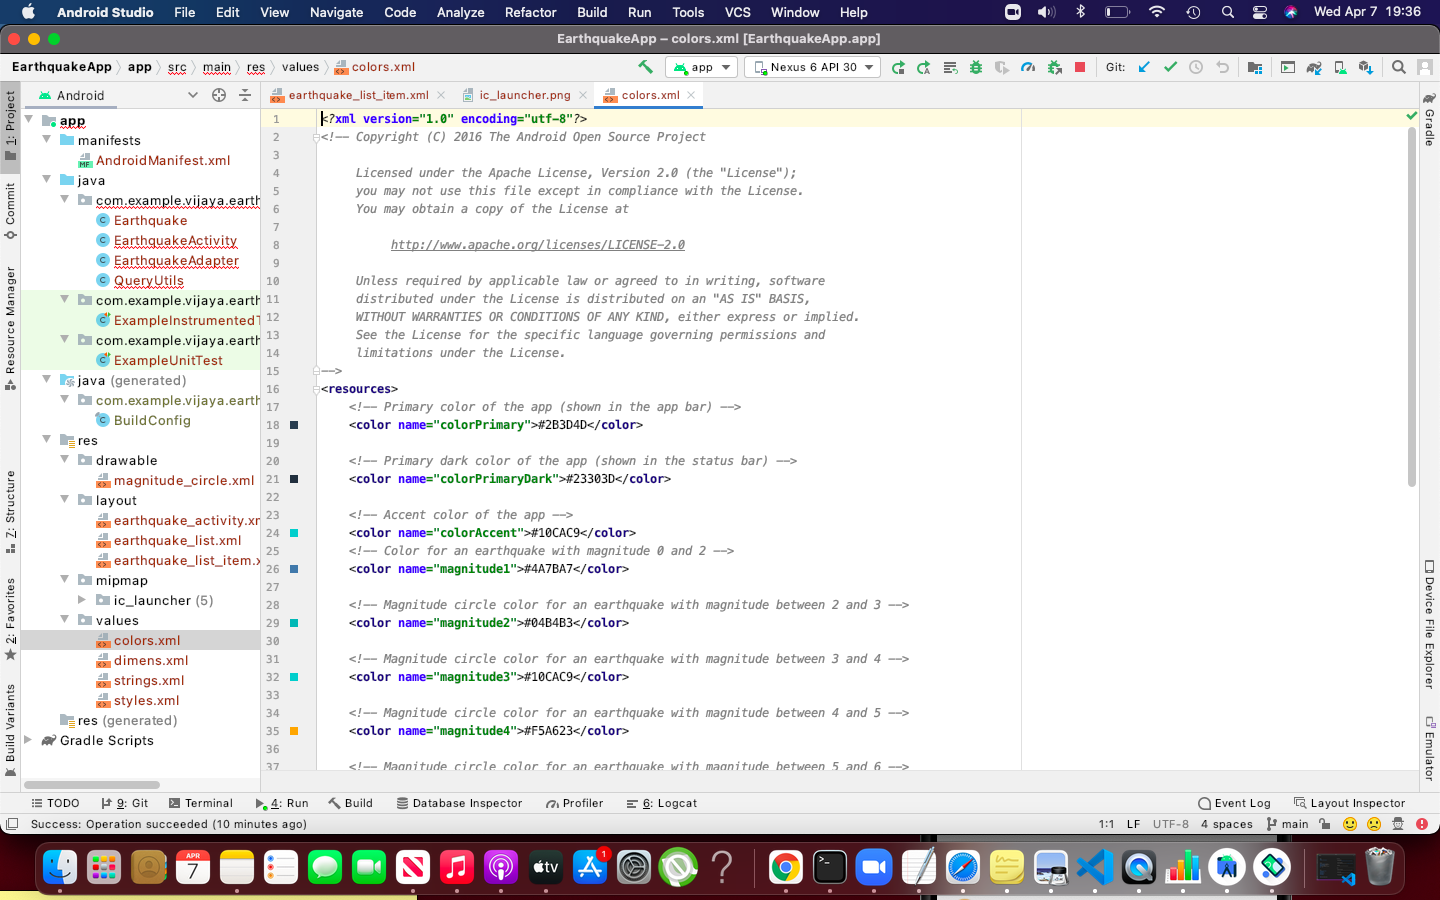 Android Studio File Edit View Navigate Code Analyze Refactor Build Run Tools VCS Window Help Wed Apr 7 19:36
EarthquakeApp – colors.xml [EarthquakeApp.app]
EarthquakeApp app src main res values colors.xml app Nexus 6 API 30 Git:
Android earthquake_list_item.xml ic_launcher.png colors.xml
1: Project
Commit
Resource Manager
Z: Structure
2: Favorites
Build Variants
app
manifests
AndroidManifest.xml
java
com.example.vijaya.earth
Earthquake
EarthquakeActivity
EarthquakeAdapter
QueryUtils
com.example.vijaya.earth
ExampleInstrumentedT
com.example.vijaya.earth
ExampleUnitTest
java (generated)
com.example.vijaya.earth
BuildConfig
res
drawable
magnitude_circle.xml
layout
earthquake_activity.xm
earthquake_list.xml
earthquake_list_item.x
mipmap
ic_launcher (5)
values
colors.xml
dimens.xml
strings.xml
styles.xml
res (generated)
Gradle Scripts
1 <?xml version="1.0" encoding="utf-8"?>
2 <!-- Copyright (C) 2016 The Android Open Source Project
3
4 Licensed under the Apache License, Version 2.0 (the "License");
5 you may not use this file except in compliance with the License.
6 You may obtain a copy of the License at
7
8 http://www.apache.org/licenses/LICENSE-2.0
9
10 Unless required by applicable law or agreed to in writing, software
11 distributed under the License is distributed on an "AS IS" BASIS,
12 WITHOUT WARRANTIES OR CONDITIONS OF ANY KIND, either express or implied.
13 See the License for the specific language governing permissions and
14 limitations under the License.
15 -->
16 <resources>
17 <!-- Primary color of the app (shown in the app bar) -->
18 <color name="colorPrimary">#2B3D4D</color>
19
20 <!-- Primary dark color of the app (shown in the status bar) -->
21 <color name="colorPrimaryDark">#23303D</color>
22
23 <!-- Accent color of the app -->
24 <color name="colorAccent">#10CAC9</color>
25 <!-- Color for an earthquake with magnitude 0 and 2 -->
26 <color name="magnitude1">#4A7BA7</color>
27
28 <!-- Magnitude circle color for an earthquake with magnitude between 2 and 3 -->
29 <color name="magnitude2">#04B4B3</color>
30
31 <!-- Magnitude circle color for an earthquake with magnitude between 3 and 4 -->
32 <color name="magnitude3">#10CAC9</color>
33
34 <!-- Magnitude circle color for an earthquake with magnitude between 4 and 5 -->
35 <color name="magnitude4">#F5A623</color>
36
37 <!-- Magnitude circle color for an earthquake with magnitude between 5 and 6 -->
Gradle
Device File Explorer
Emulator
TODO 9: Git Terminal 4: Run Build Database Inspector Profiler 6: Logcat Event Log Layout Inspector
Success: Operation succeeded (10 minutes ago) 1:1 LF UTF-8 4 spaces main
APR
7
tv
1